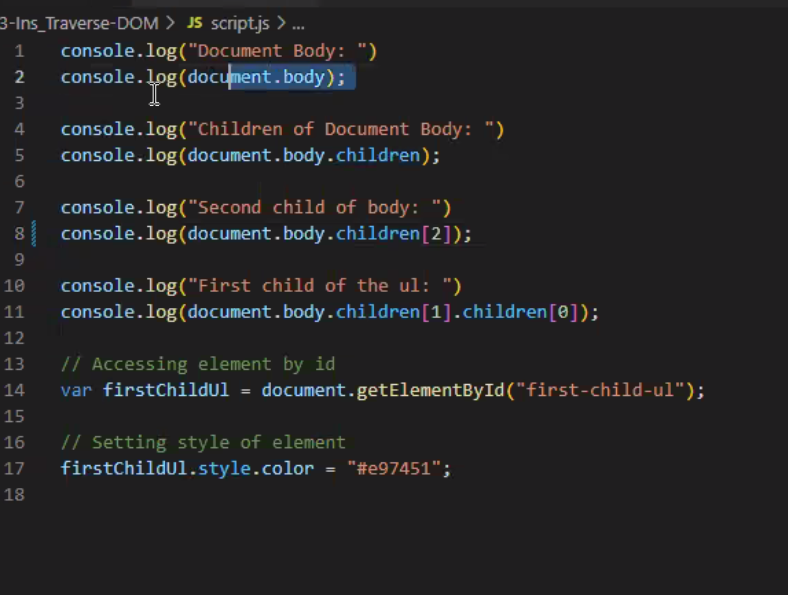 3-Ins_Traverse-DOM > JS script.js > ...
1 console.log("Document Body: ")
2 console.log(document.body);
3
4 console.log("Children of Document Body: ")
5 console.log(document.body.children);
6
7 console.log("Second child of body: ")
8 console.log(document.body.children[2]);
9
10 console.log("First child of the ul: ")
11 console.log(document.body.children[1].children[0]);
12
13 // Accessing element by id
14 var firstChildUl = document.getElementById("first-child-ul");
15
16 // Setting style of element
17 firstChildUl.style.color = "#e97451";
18